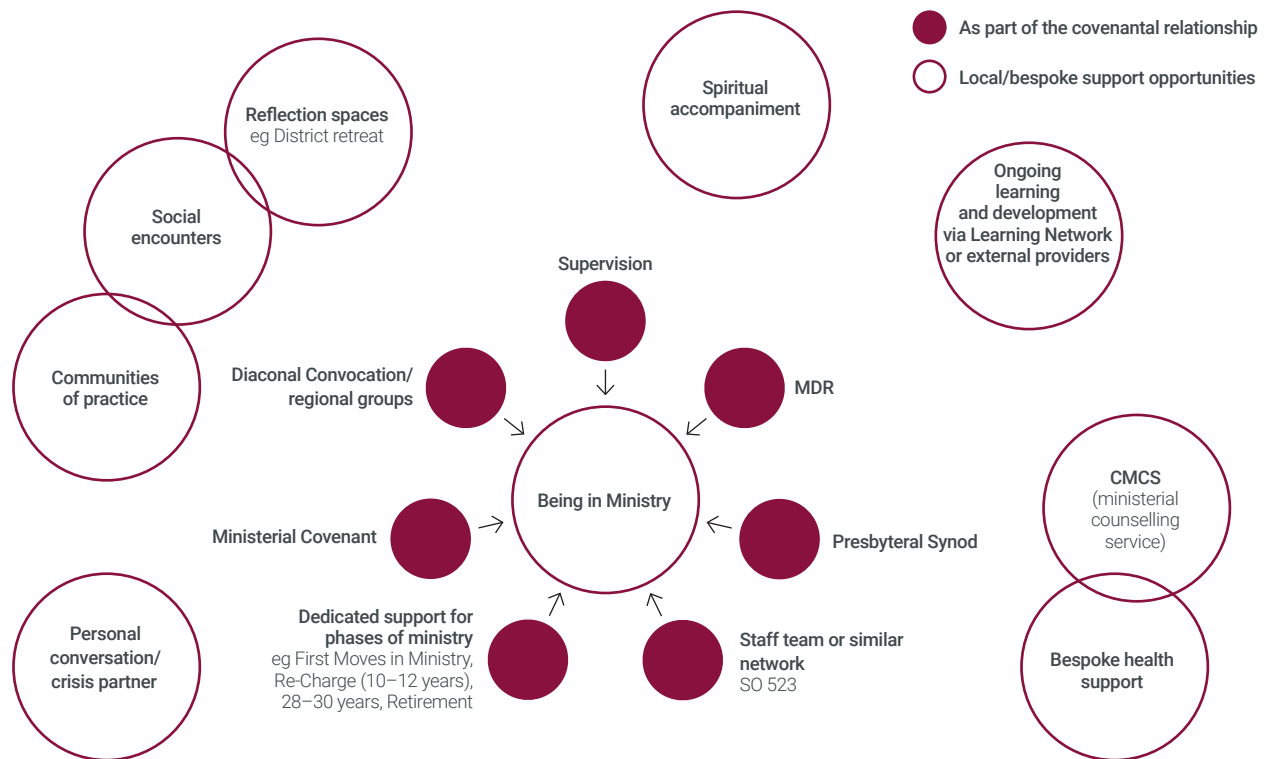 As part of the covenantal relationship
Local/bespoke support opportunities
Reflection spaces
eg District retreat
Spiritual
accompaniment
Ongoing
learning
and development
via Learning Network
or external providers
Social
encounters
Communities
of practice
Supervision
Diaconal Convocation/
regional groups
MDR
Being in Ministry
Ministerial Covenant
Presbyteral Synod
CMCS
(ministerial
counselling
service)
Dedicated support for
phases of ministry
eg First Moves in Ministry,
Re-Charge (10–12 years),
28–30 years, Retirement
Staff team or similar
network
SO 523
Personal
conversation/
crisis partner
Bespoke health
support